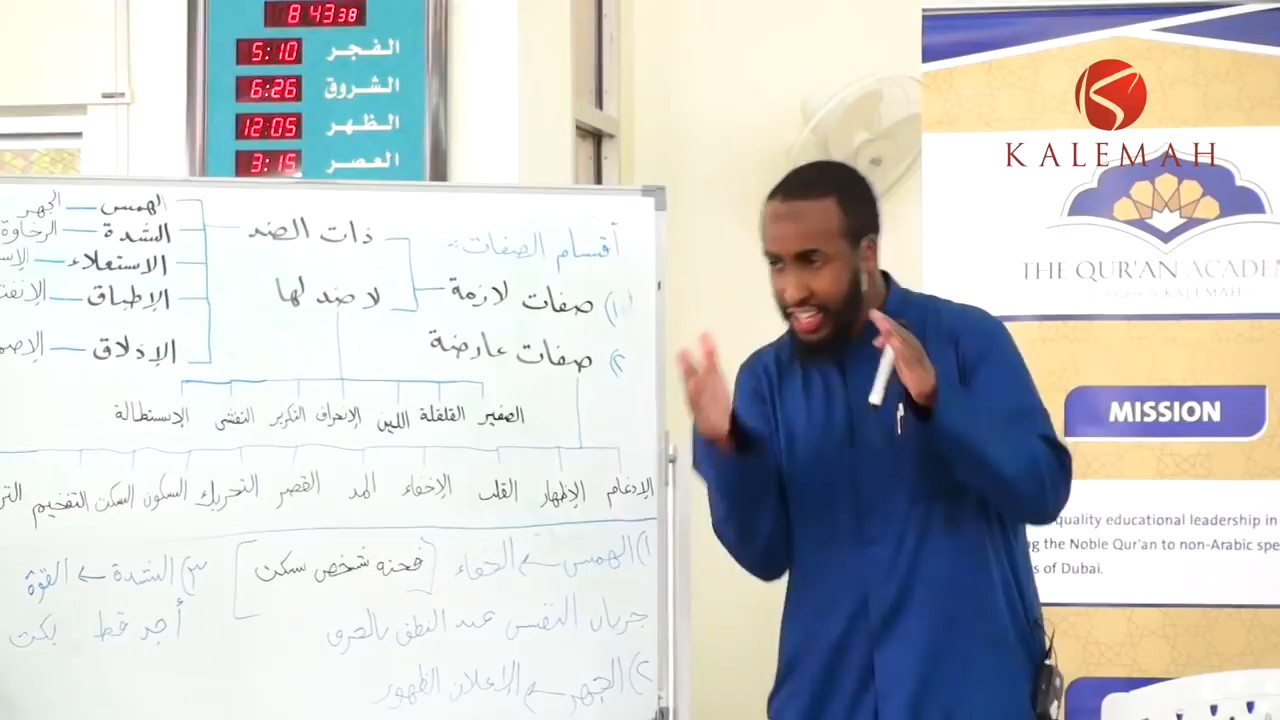 8:43 38
5:10 الفجر
6:26 الشروق
12:05 الظهر
3:15 العصر
أقسام الصفات:
١) صفات لازمة
٢) صفات عارضة
ذات الضد
لا ضد لها
الهمس — الجهر
الشدة — الرخاوة
الاستعلاء
الإطباق
الإذلاق
الصفير القلقلة اللين الانحراف التكرير التفشي الاستطالة
الإدغام الإظهار القلب الإخفاء المد القصر التحريك السكون السكت التفخيم
١) الهمس ← الخفاء [فحثه شخص سكت]
جريان النفس عند النطق بالحرف
٢) الجهر ← الإعلان الظهور
٣) الشدة ← القوة
أجد قط بكت
KALEMAH
THE QUR'AN ACADEM
KALEMAH
MISSION
quality educational leadership in
ng the Noble Qur'an to non-Arabic spe
s of Dubai.